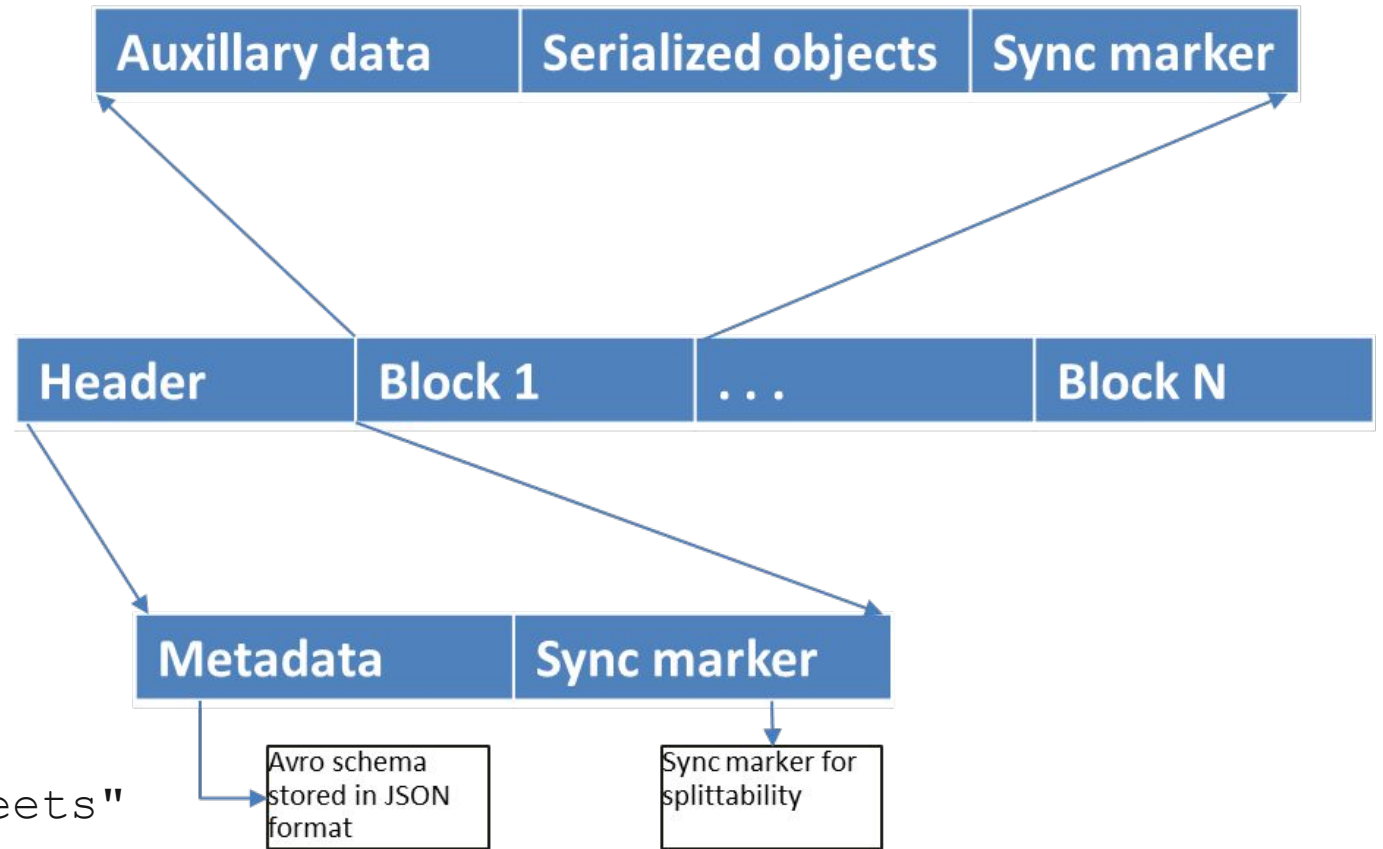 Auxillary data Serialized objects Sync marker
Header Block 1 . . . Block N
Metadata Sync marker
Avro schema
stored in JSON
format
Sync marker for
splittability
eets"